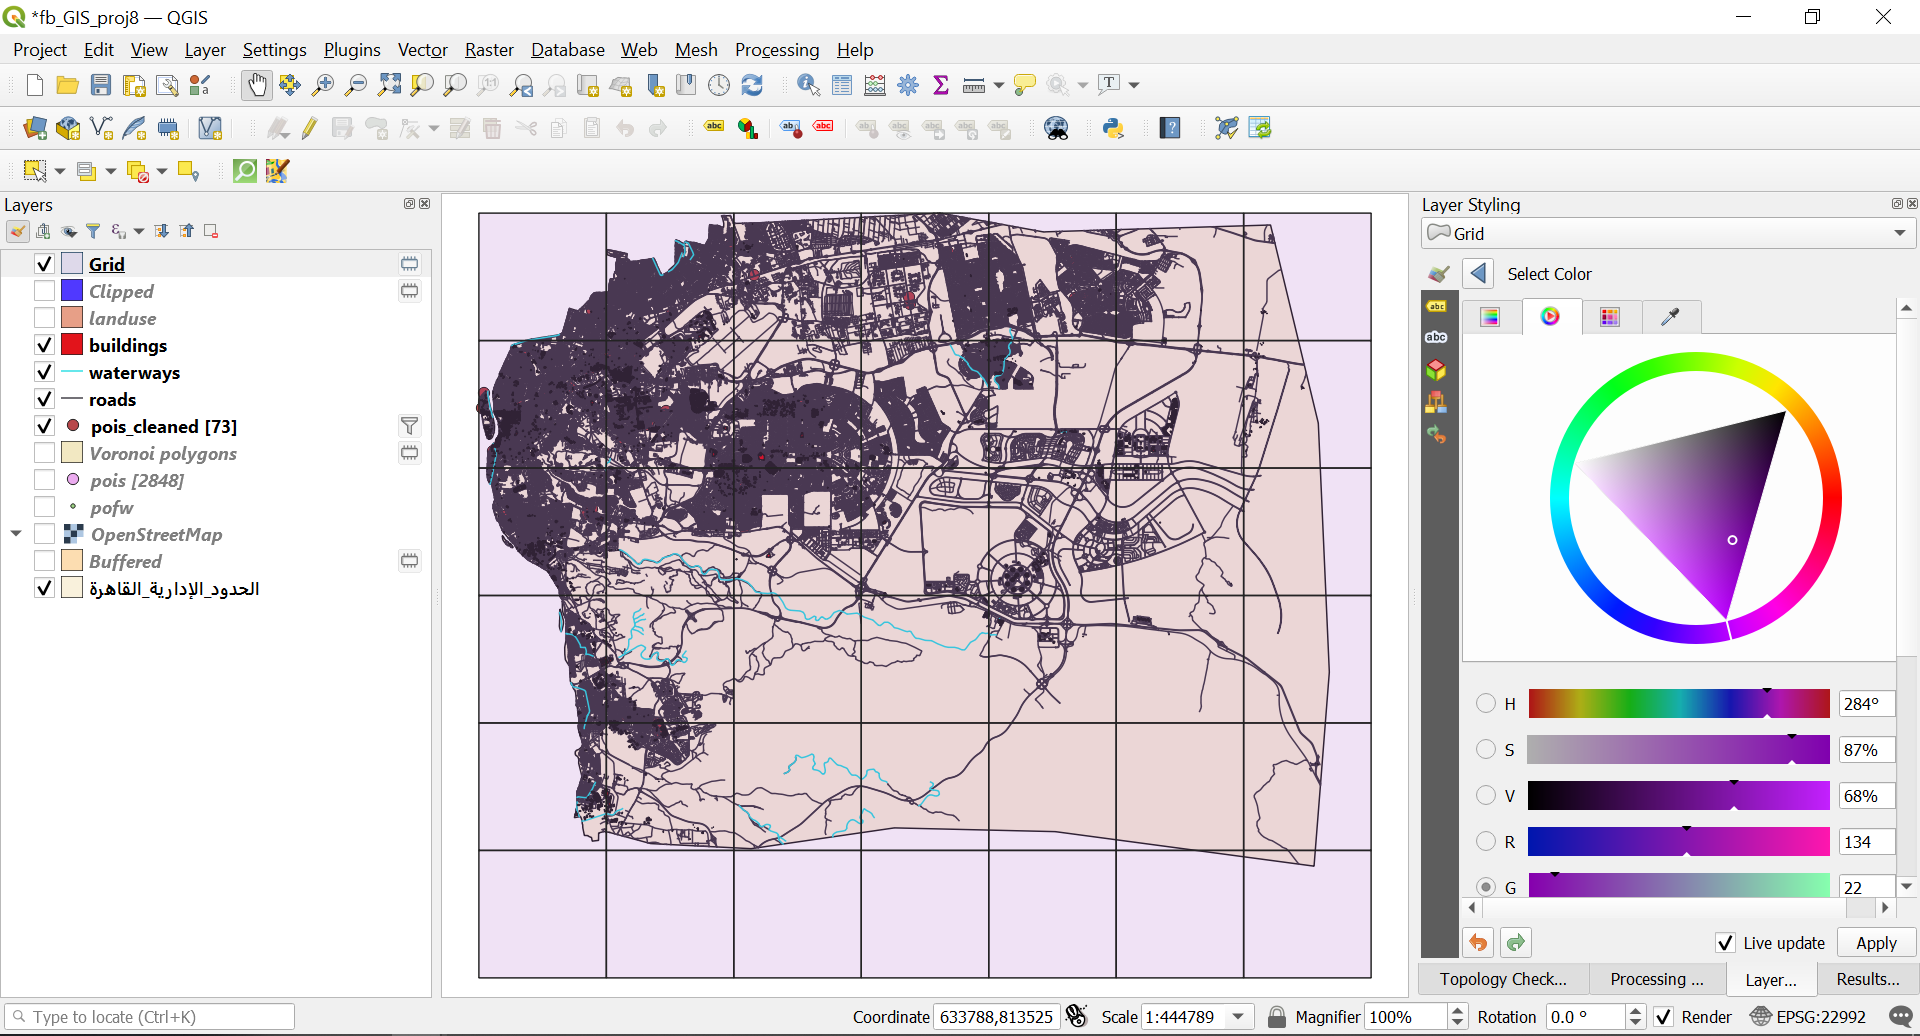 *fb_GIS_proj8 — QGIS
Project Edit View Layer Settings Plugins Vector Raster Database Web Mesh Processing Help
Layers
Grid
Clipped
landuse
buildings
waterways
roads
pois_cleaned [73]
Voronoi polygons
pois [2848]
pofw
OpenStreetMap
Buffered
الحدود_الإدارية_القاهرة
Layer Styling
Grid
Select Color
H 284°
S 87%
V 68%
R 134
G 22
Live update Apply
Topology Check... Processing ... Layer... Results...
Type to locate (Ctrl+K) Coordinate 633788,813525 Scale 1:444789 Magnifier 100% Rotation 0.0 ° Render EPSG:22992